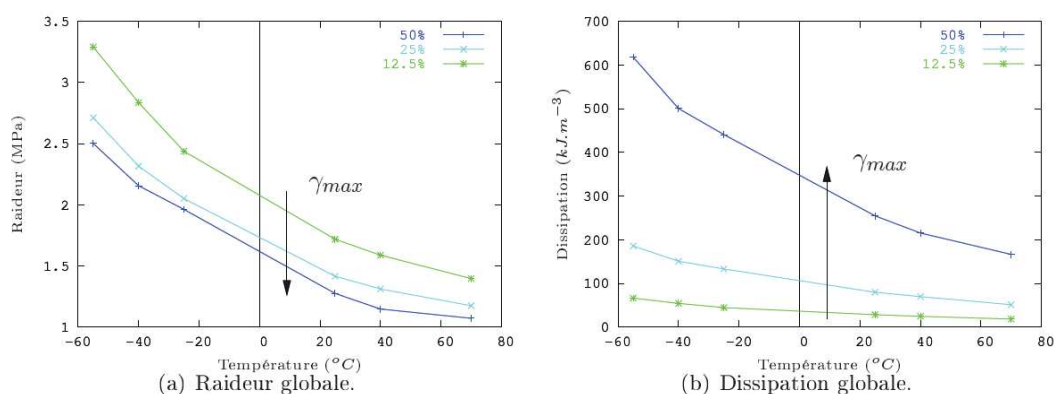 3.5
3
2.5
2
1.5
1
Raideur (MPa)
50%
25%
12.5%
γmax
−60 −40 −20 0 20 40 60 80
Température (°C)
(a) Raideur globale.
700
600
500
400
300
200
100
0
Dissipation (kJ.m⁻³)
50%
25%
12.5%
γmax
−60 −40 −20 0 20 40 60 80
Température (°C)
(b) Dissipation globale.